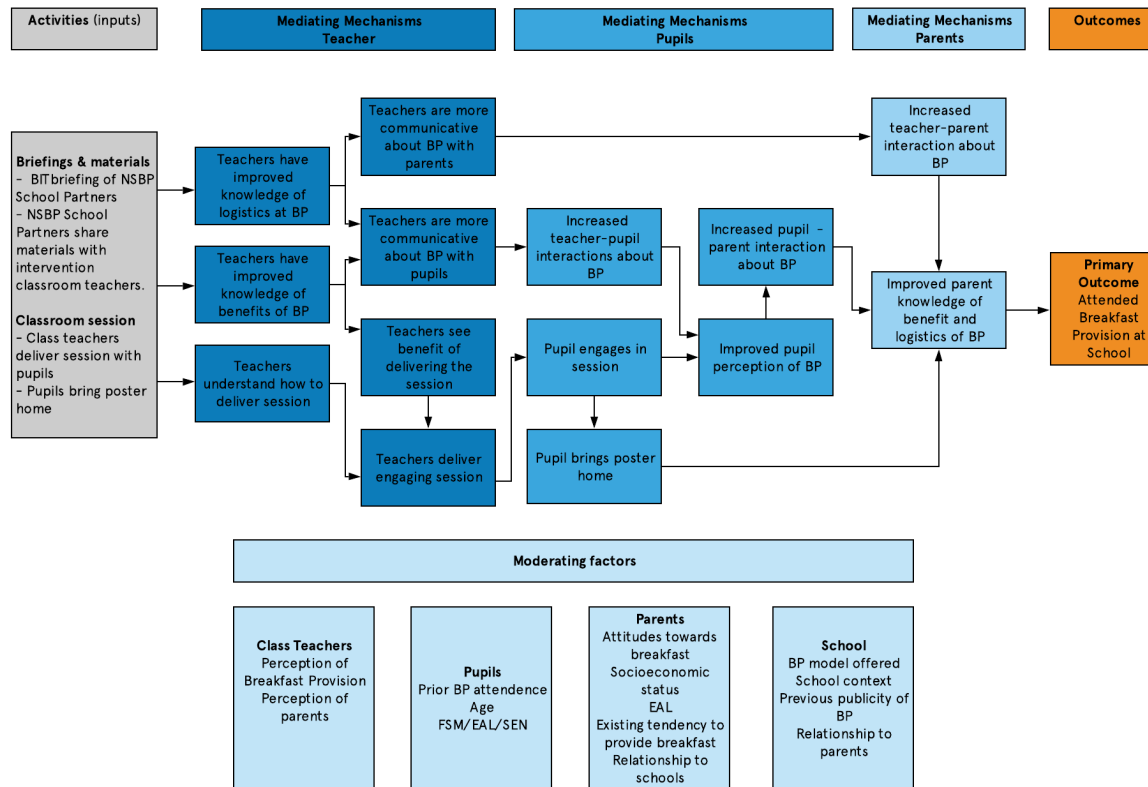 Activities (inputs)
Mediating Mechanisms
Teacher
Mediating Mechanisms
Pupils
Mediating Mechanisms
Parents
Outcomes
Briefings & materials
- BITbriefing of NSBP
School Partners
- NSBP School
Partners share
materials with
intervention
classroom teachers.
Classroom session
- Class teachers
deliver session with
pupils
- Pupils bring poster
home
Teachers have
improved
knowledge of
logistics at BP
Teachers have
improved
knowledge of
benefits of BP
Teachers
understand how to
deliver session
Teachers are more
communicative
about BP with
parents
Teachers are more
communicative
about BP with
pupils
Teachers see
benefit of
delivering the
session
Teachers deliver
engaging session
Increased
teacher-pupil
interactions about
BP
Pupil engages in
session
Pupil brings poster
home
Increased pupil -
parent interaction
about BP
Improved pupil
perception of BP
Increased
teacher-parent
interaction about
BP
Improved parent
knowledge of
benefit and
logistics of BP
Primary
Outcome
Attended
Breakfast
Provision at
School
Moderating factors
Class Teachers
Perception of
Breakfast Provision
Perception of
parents
Pupils
Prior BP attendence
Age
FSM/EAL/SEN
Parents
Attitudes towards
breakfast
Socioeconomic
status
EAL
Existing tendency to
provide breakfast
Relationship to
schools
School
BP model offered
School context
Previous publicity of
BP
Relationship to
parents